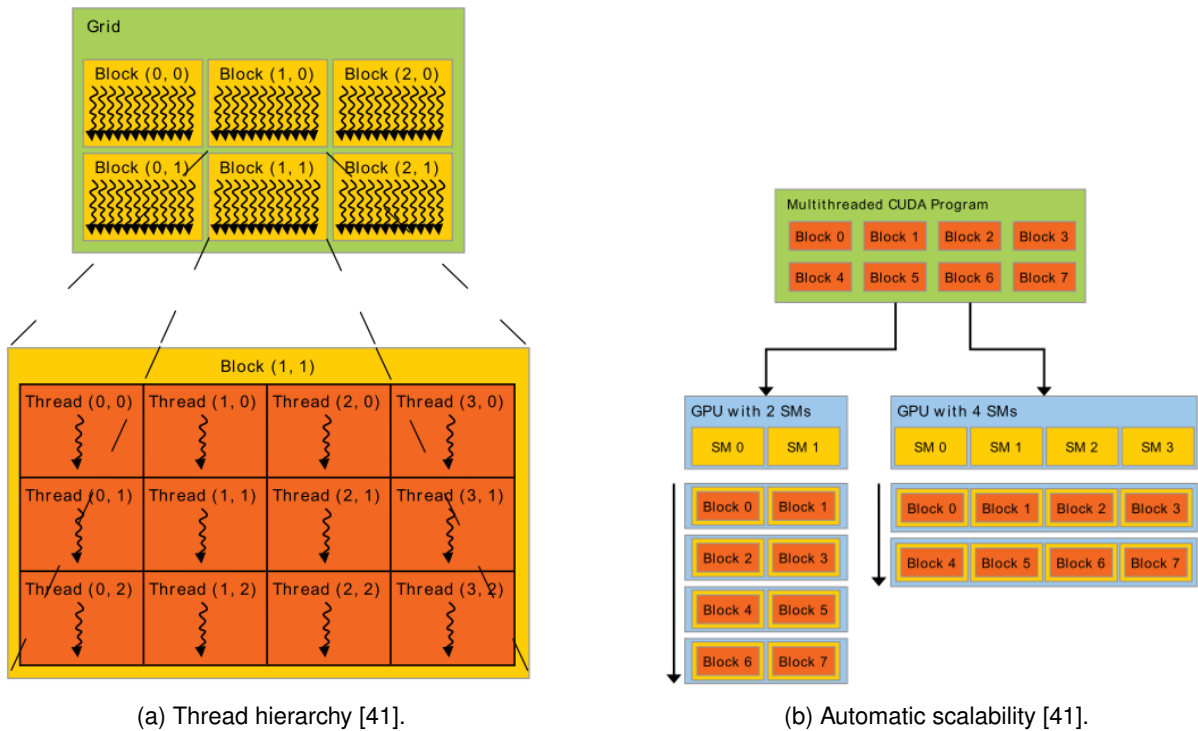 Grid
Block (0, 0) Block (1, 0) Block (2, 0)
Block (0, 1) Block (1, 1) Block (2, 1)
Block (1, 1)
Thread (0, 0) Thread (1, 0) Thread (2, 0) Thread (3, 0)
Thread (0, 1) Thread (1, 1) Thread (2, 1) Thread (3, 1)
Thread (0, 2) Thread (1, 2) Thread (2, 2) Thread (3, 2)
(a) Thread hierarchy [41].
Multithreaded CUDA Program
Block 0 Block 1 Block 2 Block 3
Block 4 Block 5 Block 6 Block 7
GPU with 2 SMs
SM 0 SM 1
Block 0 Block 1
Block 2 Block 3
Block 4 Block 5
Block 6 Block 7
GPU with 4 SMs
SM 0 SM 1 SM 2 SM 3
Block 0 Block 1 Block 2 Block 3
Block 4 Block 5 Block 6 Block 7
(b) Automatic scalability [41].